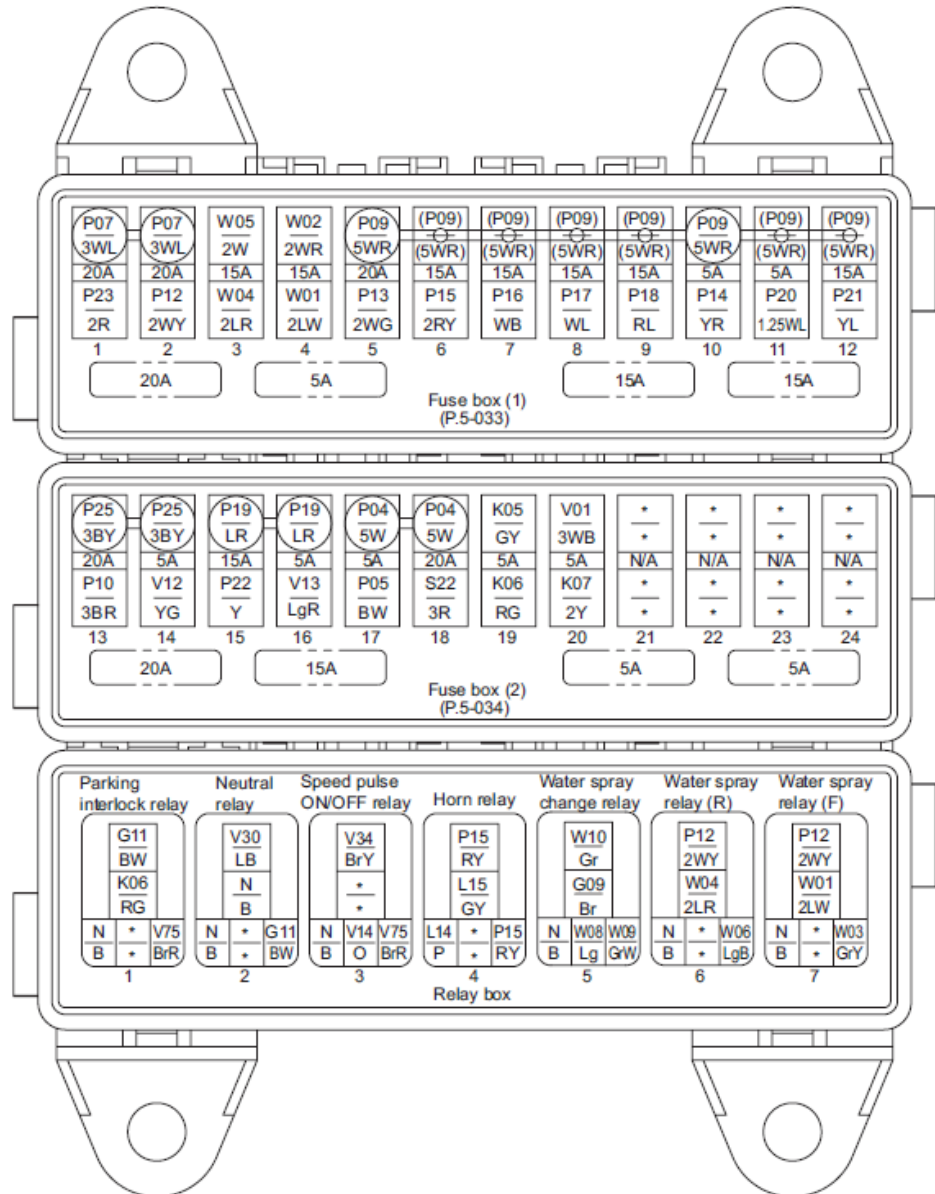 P07 P07 W05 W02 P09 (P09) (P09) (P09) (P09) P09 (P09) (P09)
3WL 3WL 2W 2WR 5WR (5WR) (5WR) (5WR) (5WR) 5WR (5WR) (5WR)
20A 20A 15A 15A 20A 15A 15A 15A 15A 5A 5A 15A
P23 P12 W04 W01 P13 P15 P16 P17 P18 P14 P20 P21
2R 2WY 2LR 2LW 2WG 2RY WB WL RL YR 1.25WL YL
1 2 3 4 5 6 7 8 9 10 11 12
20A 5A 15A 15A
Fuse box (1)
(P.5-033)
P25 P25 P19 P19 P04 P04 K05 V01 * * * *
3BY 3BY LR LR 5W 5W GY 3WB * * * *
20A 5A 15A 5A 5A 20A 5A 5A N/A N/A N/A N/A
P10 V12 P22 V13 P05 S22 K06 K07 * * * *
3BR YG Y LgR BW 3R RG 2Y * * * *
13 14 15 16 17 18 19 20 21 22 23 24
20A 15A 5A 5A
Fuse box (2)
(P.5-034)
Parking Neutral Speed pulse Horn relay Water spray Water spray Water spray
interlock relay relay ON/OFF relay change relay relay (R) relay (F)
G11 V30 V34 P15 W10 P12 P12
BW LB BrY RY Gr 2WY 2WY
K06 N * L15 G09 W04 W01
RG B * GY Br 2LR 2LW
N * V75 N * G11 N V14 V75 L14 * P15 N W08 W09 N * W06 N * W03
B * BrR B * BW B O BrR P * RY B Lg GrW B * LgB B * GrY
1 2 3 4 5 6 7
Relay box